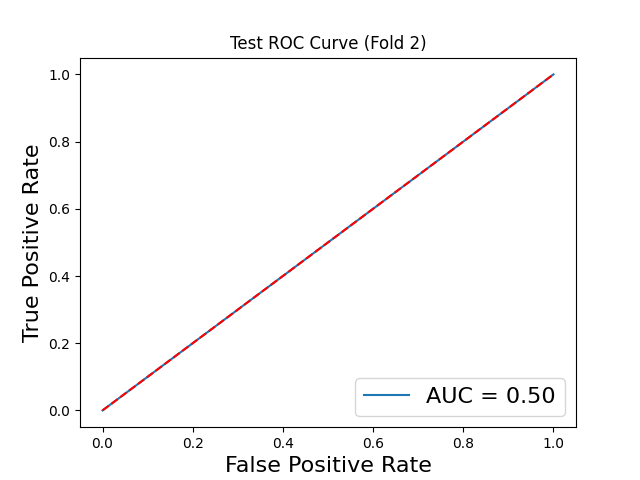 Test ROC Curve (Fold 2)
True Positive Rate
1.0
0.8
0.6
0.4
0.2
0.0
AUC = 0.50
0.0 0.2 0.4 0.6 0.8 1.0
False Positive Rate